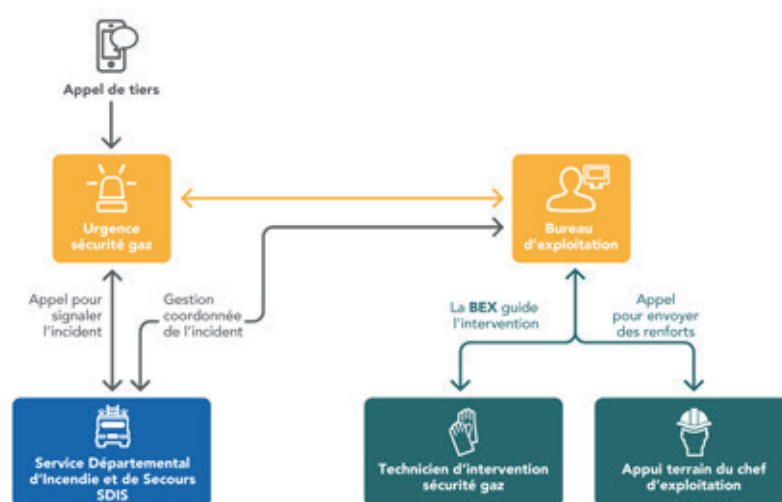 Appel de tiers
Urgence
sécurité gaz
Bureau
d'exploitation
Appel pour
signaler
l'incident
Gestion
coordonnée
de l'incident
La BEX guide
l'intervention
Appel
pour envoyer
des renforts
Service Départemental
d'Incendie et de Secours
SDIS
Technicien d'intervention
sécurité gaz
Appui terrain du chef
d'exploitation